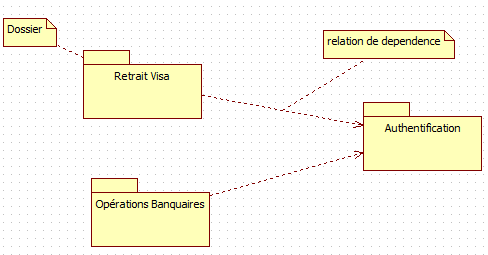 Dossier
relation de dependence
Retrait Visa
Authentification
Opérations Banquaires